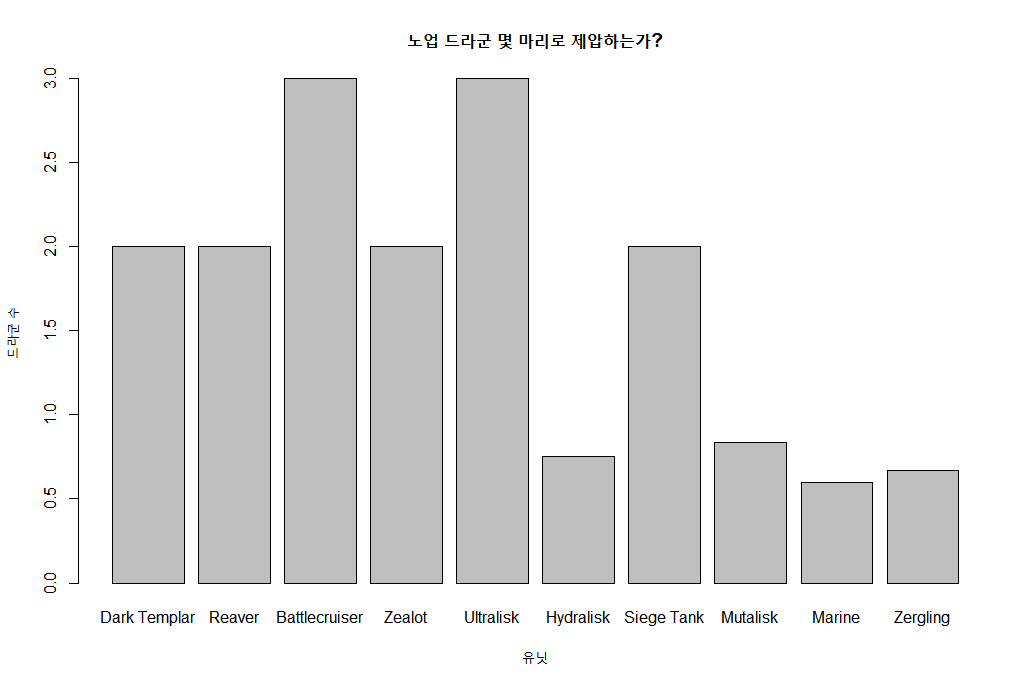 노업 드라군 몇 마리로 제압하는가?
드라군 수
3.0
2.5
2.0
1.5
1.0
0.5
0.0
Dark Templar Reaver Battlecruiser Zealot Ultralisk Hydralisk Siege Tank Mutalisk Marine Zergling
유닛